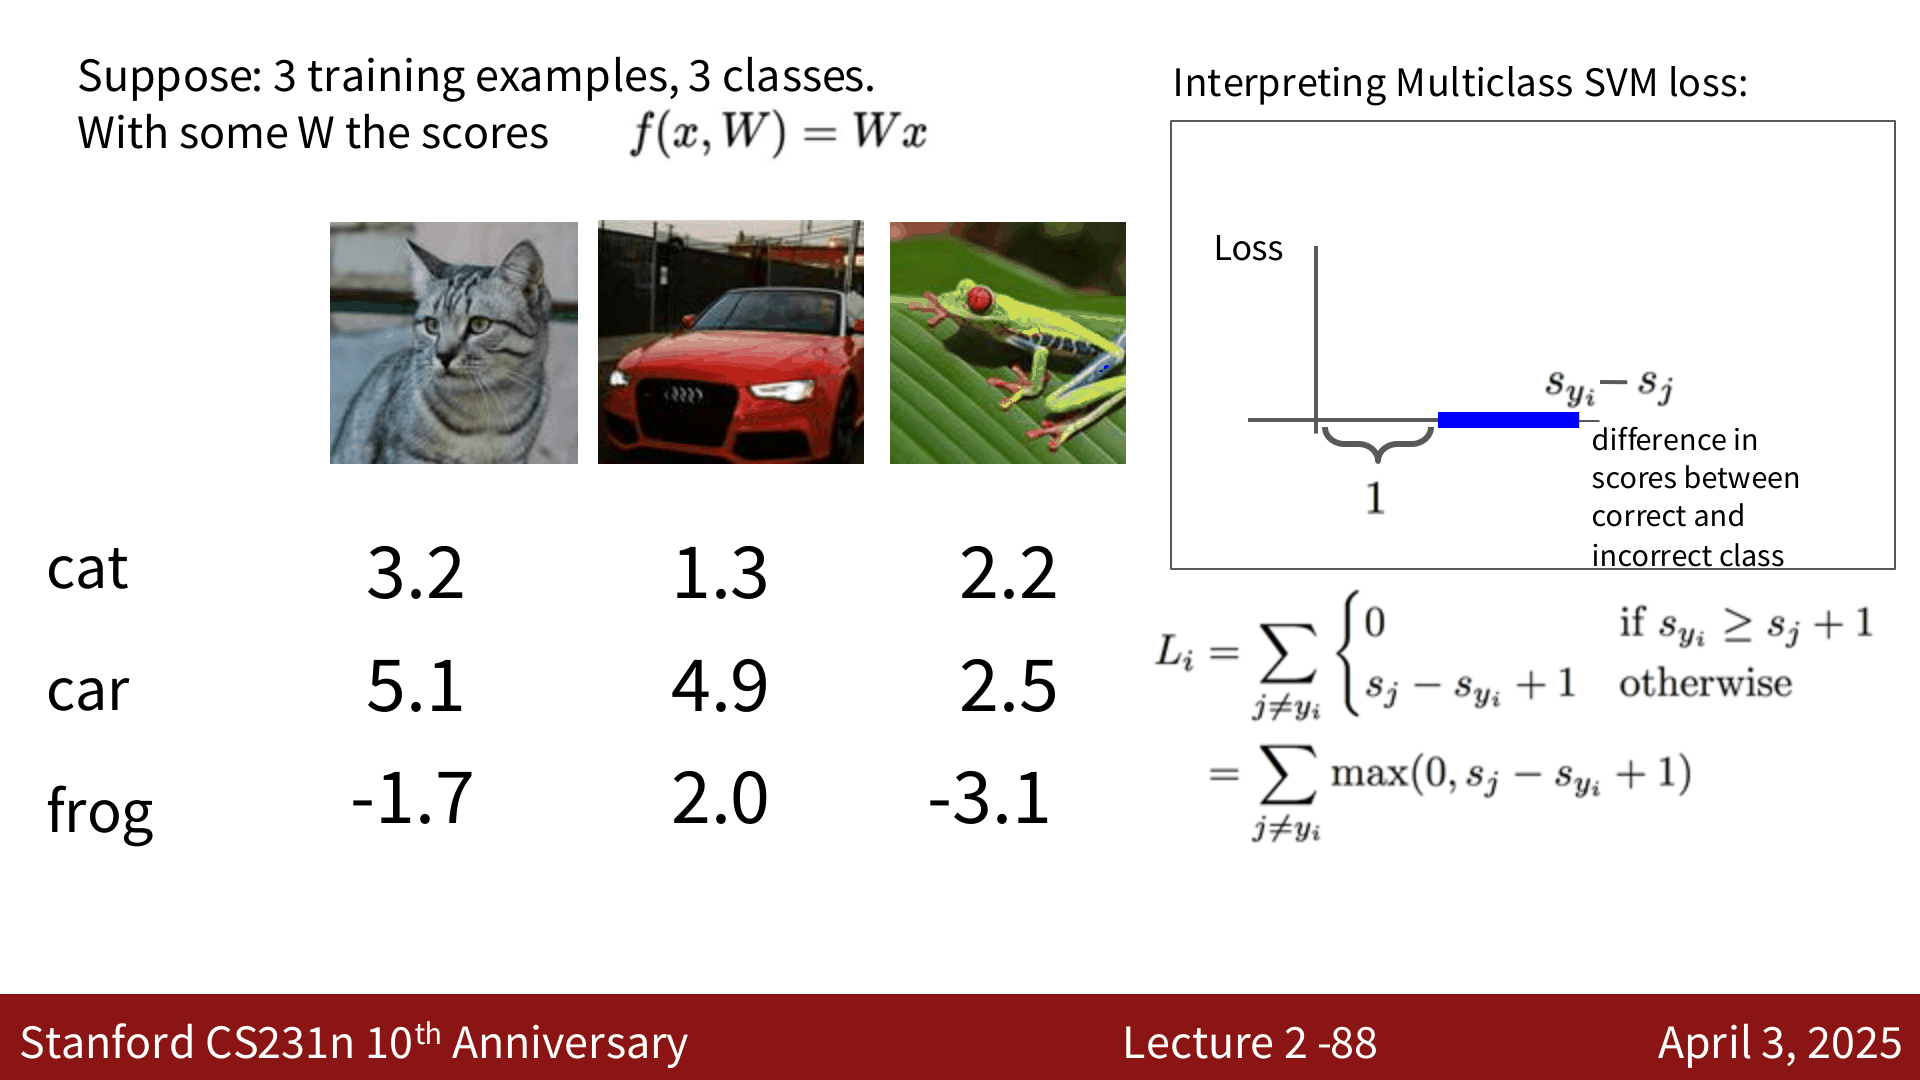 Suppose: 3 training examples, 3 classes.
With some W the scores f(x, W) = Wx
cat 3.2 1.3 2.2
car 5.1 4.9 2.5
frog -1.7 2.0 -3.1
Interpreting Multiclass SVM loss:
Loss
s_{y_i} − s_j
1
difference in
scores between
correct and
incorrect class
L_i = ∑_{j≠y_i} { 0 if s_{y_i} ≥ s_j + 1
s_j − s_{y_i} + 1 otherwise
= ∑_{j≠y_i} max(0, s_j − s_{y_i} + 1)
Stanford CS231n 10th Anniversary Lecture 2 -88 April 3, 2025